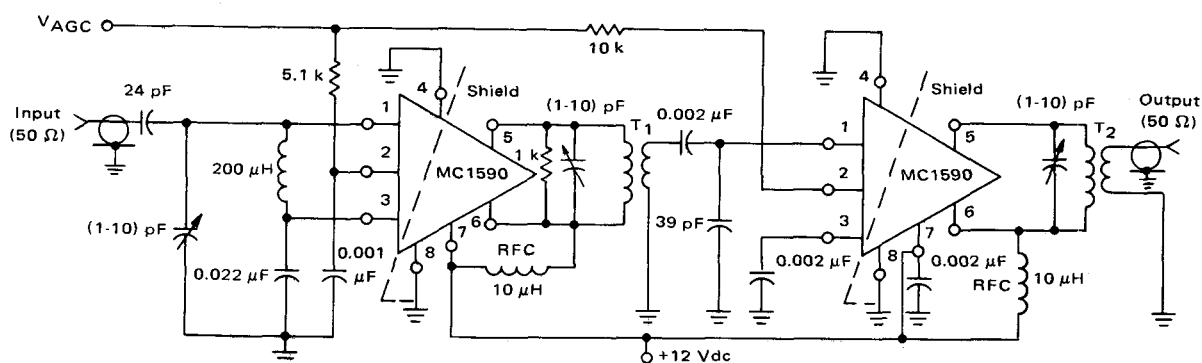 VAGC
10 k
5.1 k
4
Shield
4
Shield
24 pF
(1-10) pF
(1-10) pF
Input
(50 Ω)
Output
(50 Ω)
1
5
T1
0.002 μF
1
5
T2
200 μH
2
MC1590
1 k
2
MC1590
3
6
3
6
(1-10) pF
7
39 pF
7
0.022 μF
0.001
μF
8
RFC
10 μH
0.002 μF
8
0.002 μF
RFC
10 μH
+12 Vdc